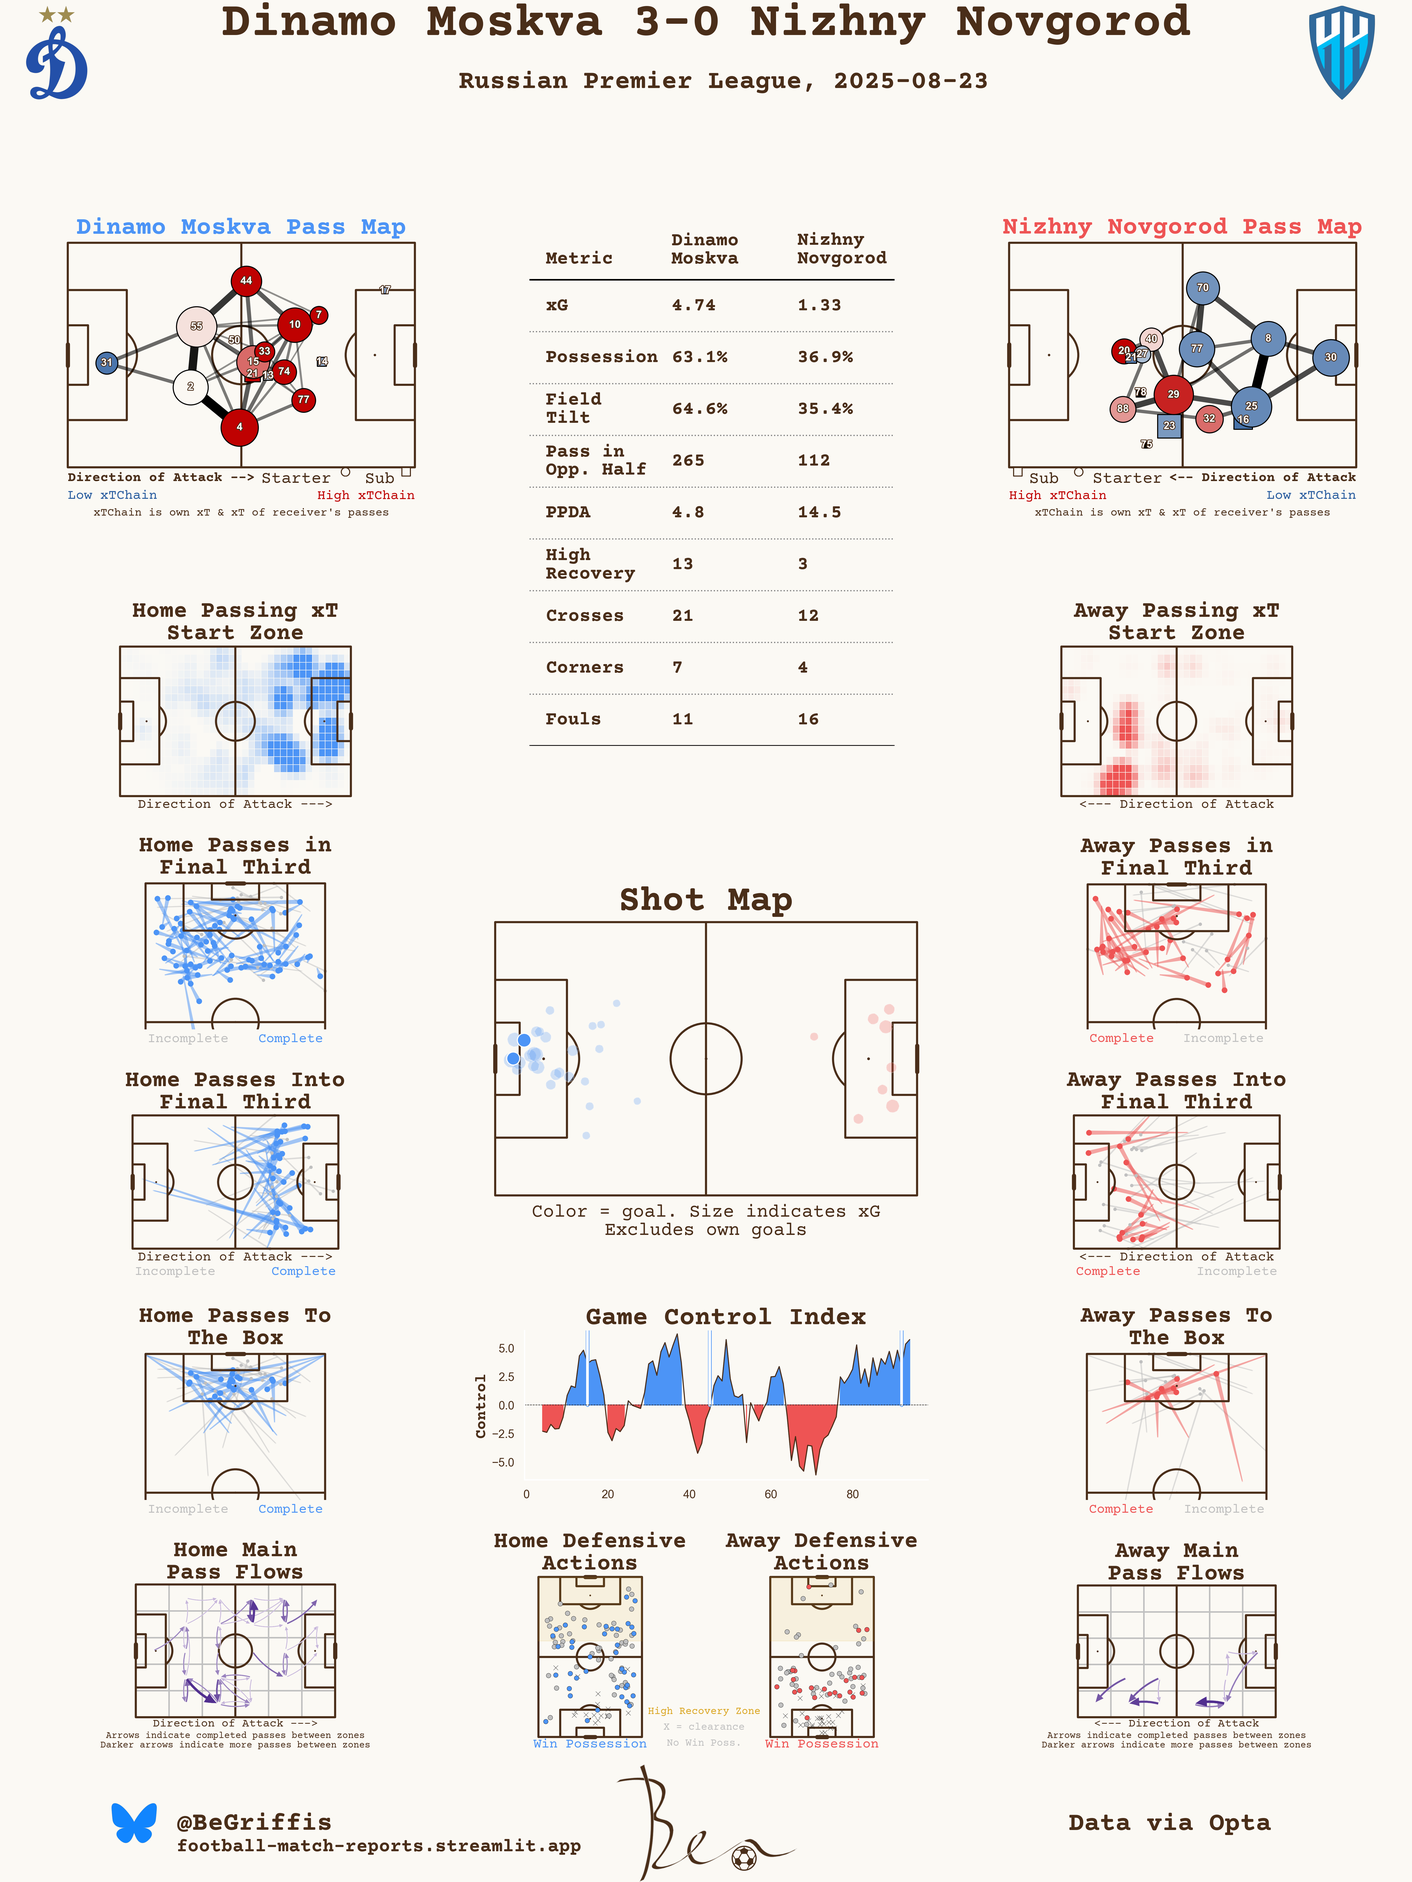 Dinamo Moskva 3-0 Nizhny Novgorod
Russian Premier League, 2025-08-23
Dinamo Moskva Pass Map
44
7
55
10
50
33
15
31
14
21
13
74
2
77
4
17
Direction of Attack --> Starter Sub
Low xTChain High xTChain
xTChain is own xT & xT of receiver's passes
Metric Dinamo Moskva Nizhny Novgorod
xG 4.74 1.33
Possession 63.1% 36.9%
Field Tilt 64.6% 35.4%
Pass in Opp. Half 265 112
PPDA 4.8 14.5
High Recovery 13 3
Crosses 21 12
Corners 7 4
Fouls 11 16
Nizhny Novgorod Pass Map
70
40
8
20
21
27
77
30
78
29
88
25
32
16
23
75
Sub Starter <-- Direction of Attack
High xTChain Low xTChain
xTChain is own xT & xT of receiver's passes
Home Passing xT
Start Zone
Direction of Attack --->
Away Passing xT
Start Zone
<--- Direction of Attack
Home Passes in
Final Third
Incomplete Complete
Away Passes in
Final Third
Complete Incomplete
Shot Map
Color = goal. Size indicates xG
Excludes own goals
Home Passes Into
Final Third
Direction of Attack --->
Incomplete Complete
Away Passes Into
Final Third
<--- Direction of Attack
Complete Incomplete
Home Passes To
The Box
Incomplete Complete
Game Control Index
Control
5.0
2.5
0.0
−2.5
−5.0
0 20 40 60 80
Away Passes To
The Box
Complete Incomplete
Home Main
Pass Flows
Direction of Attack --->
Arrows indicate completed passes between zones
Darker arrows indicate more passes between zones
Home Defensive
Actions
Win Possession
High Recovery Zone
X = clearance
No Win Poss.
Away Defensive
Actions
Win Possession
Away Main
Pass Flows
<--- Direction of Attack
Arrows indicate completed passes between zones
Darker arrows indicate more passes between zones
@BeGriffis
football-match-reports.streamlit.app
Ben
Data via Opta